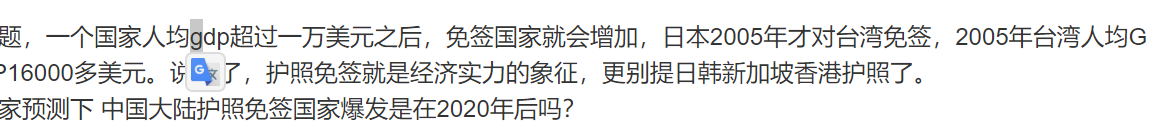 题，一个国家人均gdp超过一万美元之后，免签国家就会增加，日本2005年才对台湾免签，2005年台湾人均G
P16000多美元。说 了，护照免签就是经济实力的象征，更别提日韩新加坡香港护照了。
家预测下 中国大陆护照免签国家爆发是在2020年后吗？